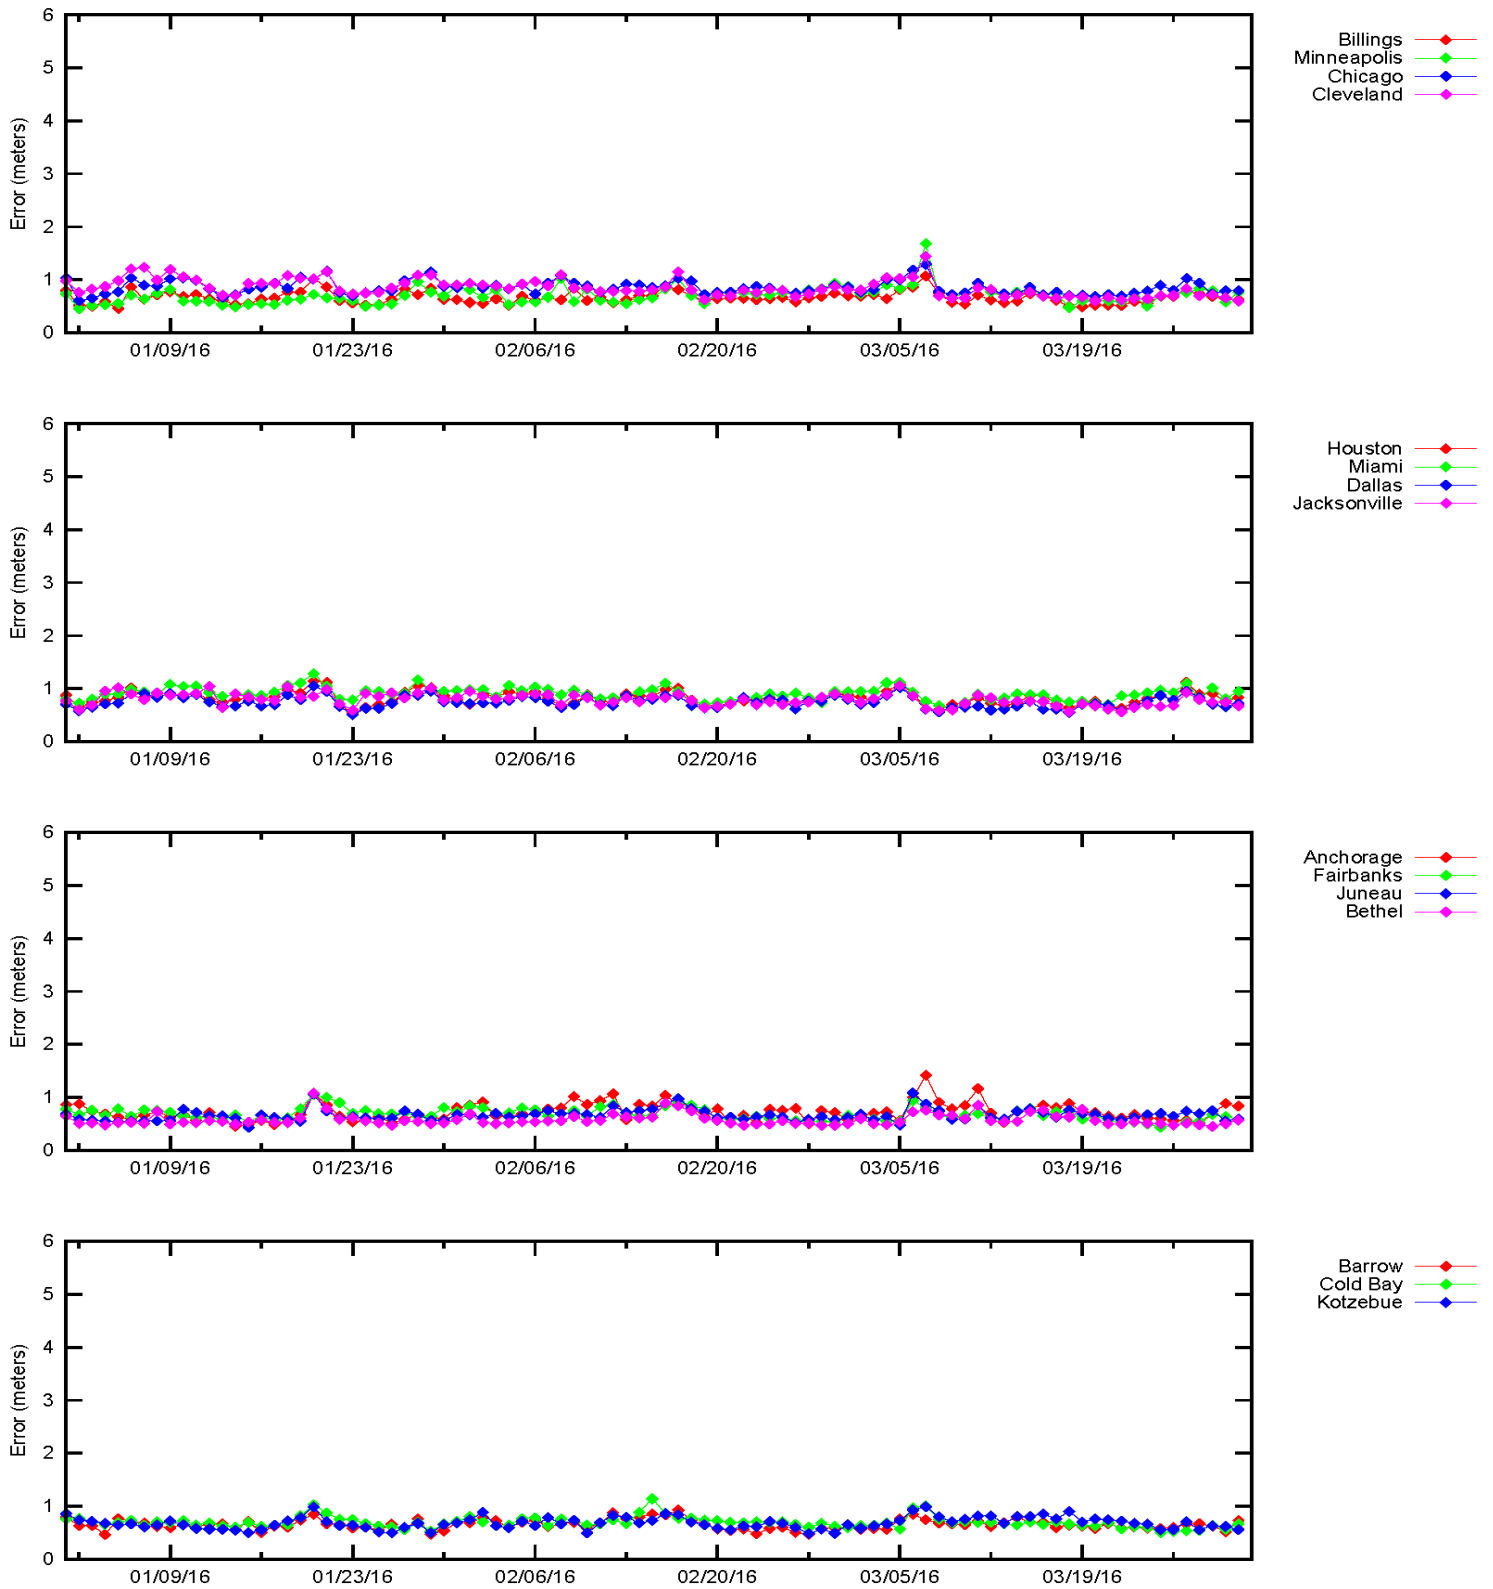 6
5
4
3
2
1
0
Error (meters)
01/09/16 01/23/16 02/06/16 02/20/16 03/05/16 03/19/16
Billings
Minneapolis
Chicago
Cleveland
6
5
4
3
2
1
0
Error (meters)
01/09/16 01/23/16 02/06/16 02/20/16 03/05/16 03/19/16
Houston
Miami
Dallas
Jacksonville
6
5
4
3
2
1
0
Error (meters)
01/09/16 01/23/16 02/06/16 02/20/16 03/05/16 03/19/16
Anchorage
Fairbanks
Juneau
Bethel
6
5
4
3
2
1
0
Error (meters)
01/09/16 01/23/16 02/06/16 02/20/16 03/05/16 03/19/16
Barrow
Cold Bay
Kotzebue